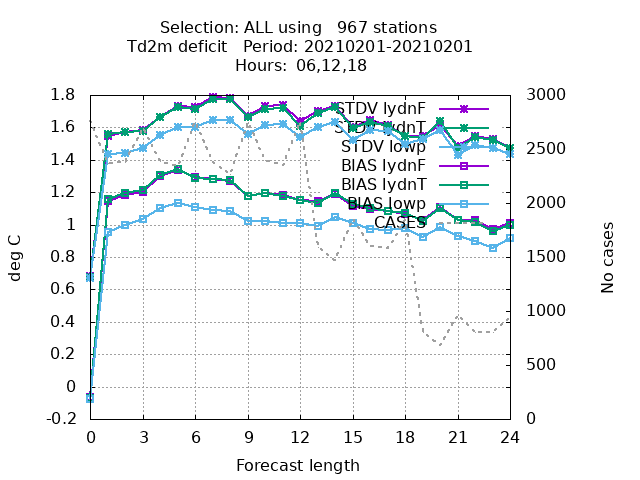 Selection: ALL using   967 stations
Td2m deficit   Period: 20210201-20210201
Hours:  06,12,18
1.8
1.6
1.4
1.2
1
0.8
0.6
0.4
0.2
0
-0.2
3000
2500
2000
1500
1000
500
0
STDV lydnF
STDV lydnT
STDV lowp
BIAS lydnF
BIAS lydnT
BIAS lowp
CASES
deg C
No cases
0 3 6 9 12 15 18 21 24
Forecast length